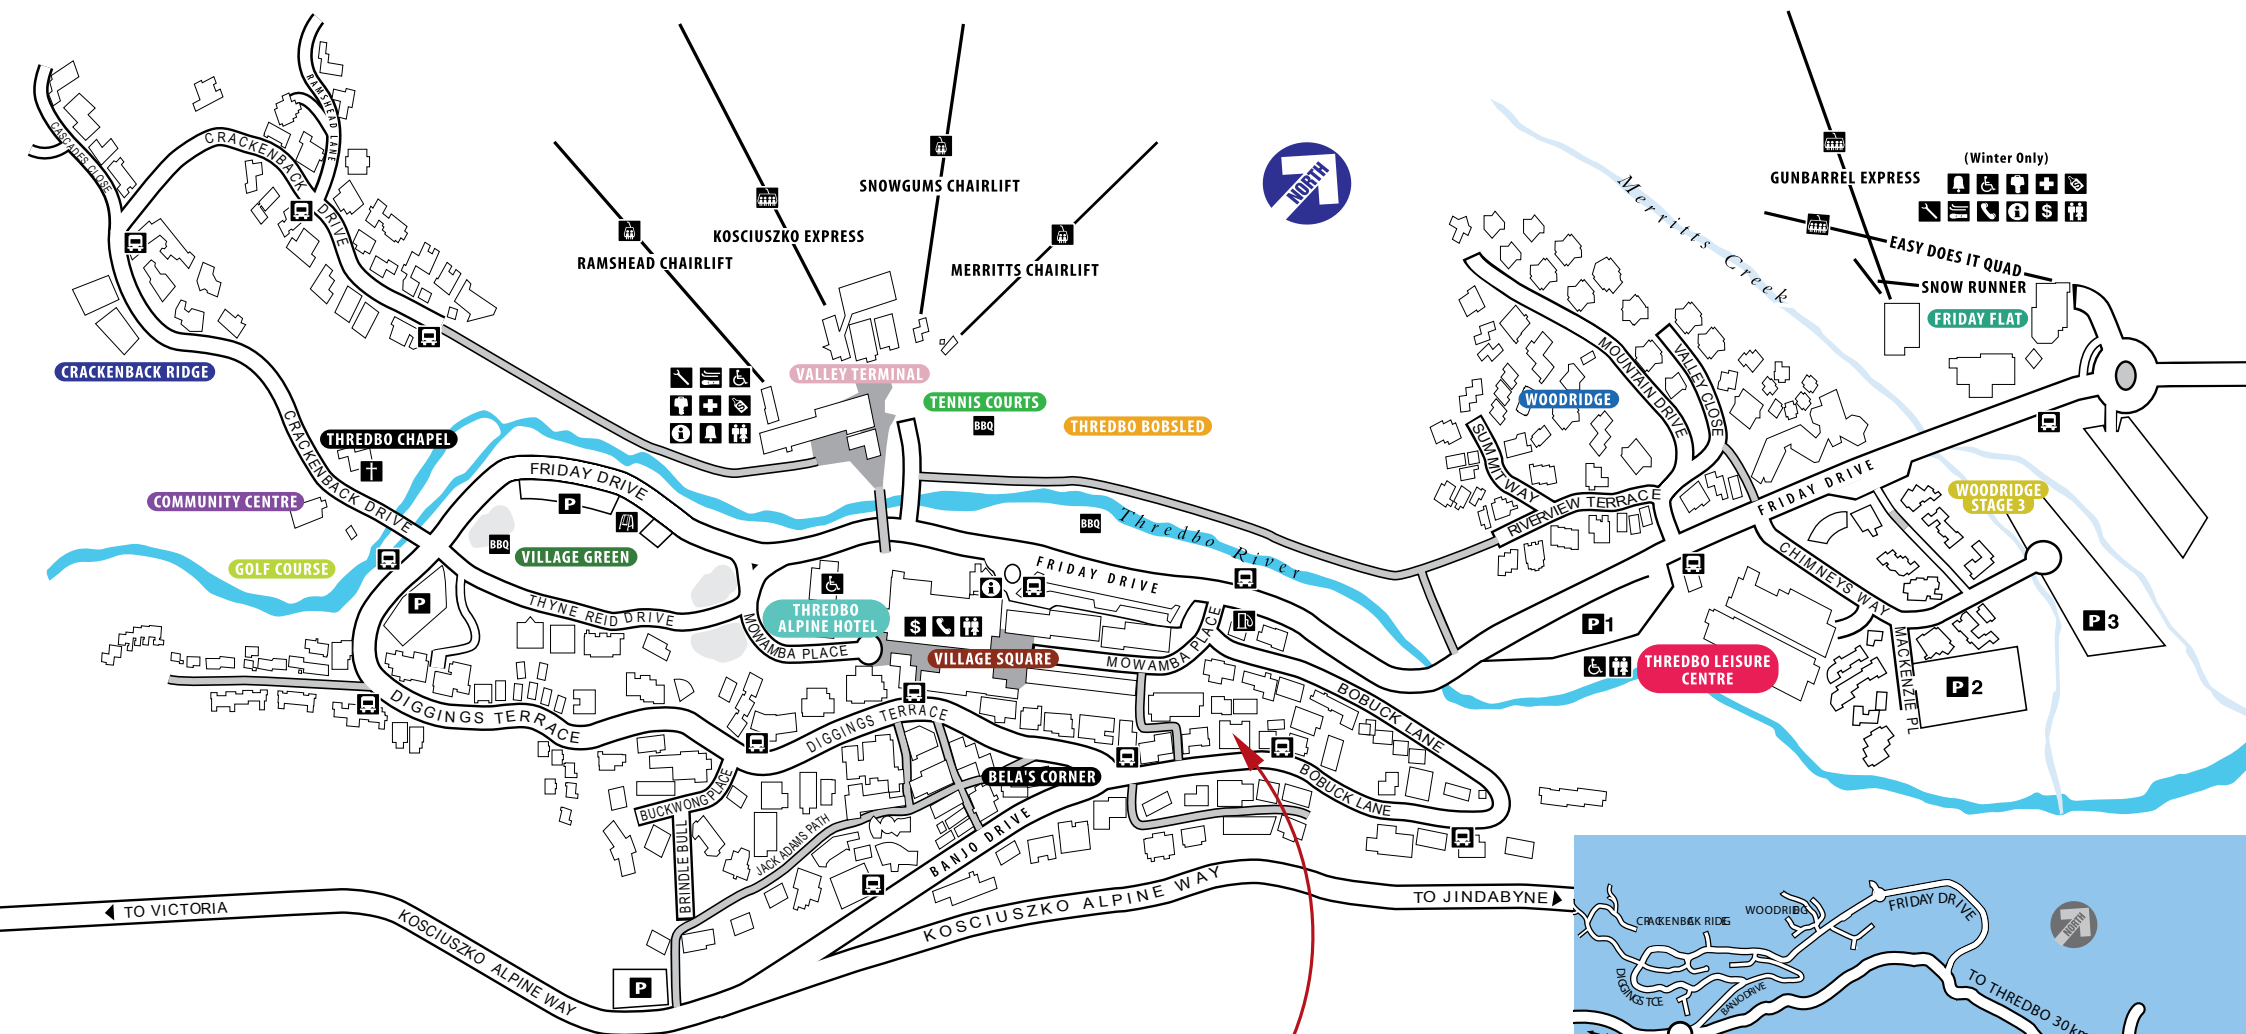 RAMSHEAD LANE
CASCADES CLOSE
CRACKENBACK
DRIVE
SNOWGUMS CHAIRLIFT
KOSCIUSZKO EXPRESS
RAMSHEAD CHAIRLIFT
MERRITTS CHAIRLIFT
NORTH
Merritts Creek
(Winter Only)
GUNBARREL EXPRESS
EASY DOES IT QUAD
SNOW RUNNER
FRIDAY FLAT
CRACKENBACK RIDGE
VALLEY TERMINAL
TENNIS COURTS
BBQ
THREDBO BOBSLED
WOODRIDGE
MOUNTAIN DRIVE
VALLEY CLOSE
SUMMIT WAY
RIVERVIEW TERRACE
FRIDAY DRIVE
WOODRIDGE
STAGE 3
CRACKENBACK DRIVE
THREDBO CHAPEL
COMMUNITY CENTRE
GOLF COURSE
FRIDAY DRIVE
P
BBQ
VILLAGE GREEN
BBQ
Thredbo River
FRIDAY DRIVE
CHIMNEYS WAY
P
THYNE REID DRIVE
MOWAMBA PLACE
THREDBO
ALPINE HOTEL
i
$
VILLAGE SQUARE
MOWAMBA PLACE
P1
THREDBO LEISURE
CENTRE
MACKENZIE PL
P2
P3
DIGGINGS TERRACE
DIGGINGS TERRACE
BOBUCK LANE
BOBUCK LANE
BELA'S CORNER
BUCKWONG PLACE
BRINDLE BULL
JACK ADAMS PATH
BANJO DRIVE
TO VICTORIA
KOSCIUSZKO ALPINE WAY
P
KOSCIUSZKO ALPINE WAY
TO JINDABYNE
CRACKENBACK RIDGE
WOODRIDGE
FRIDAY DRIVE
NORTH
DIGGINGS TCE
BANJO DRIVE
TO THREDBO 30k